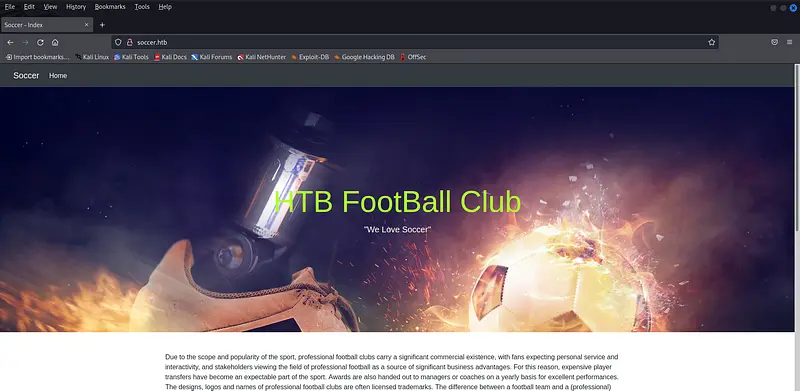 File Edit View History Bookmarks Tools Help
Soccer - Index
soccer.htb
Import bookmarks... Kali Linux Kali Tools Kali Docs Kali Forums Kali NetHunter Exploit-DB Google Hacking DB OffSec
Soccer Home
HTB FootBall Club
"We Love Soccer"
Due to the scope and popularity of the sport, professional football clubs carry a significant commercial existence, with fans expecting personal service and
interactivity, and stakeholders viewing the field of professional football as a source of significant business advantages. For this reason, expensive player
transfers have become an expectable part of the sport. Awards are also handed out to managers or coaches on a yearly basis for excellent performances.
The designs, logos and names of professional football clubs are often licensed trademarks. The difference between a football team and a (professional)